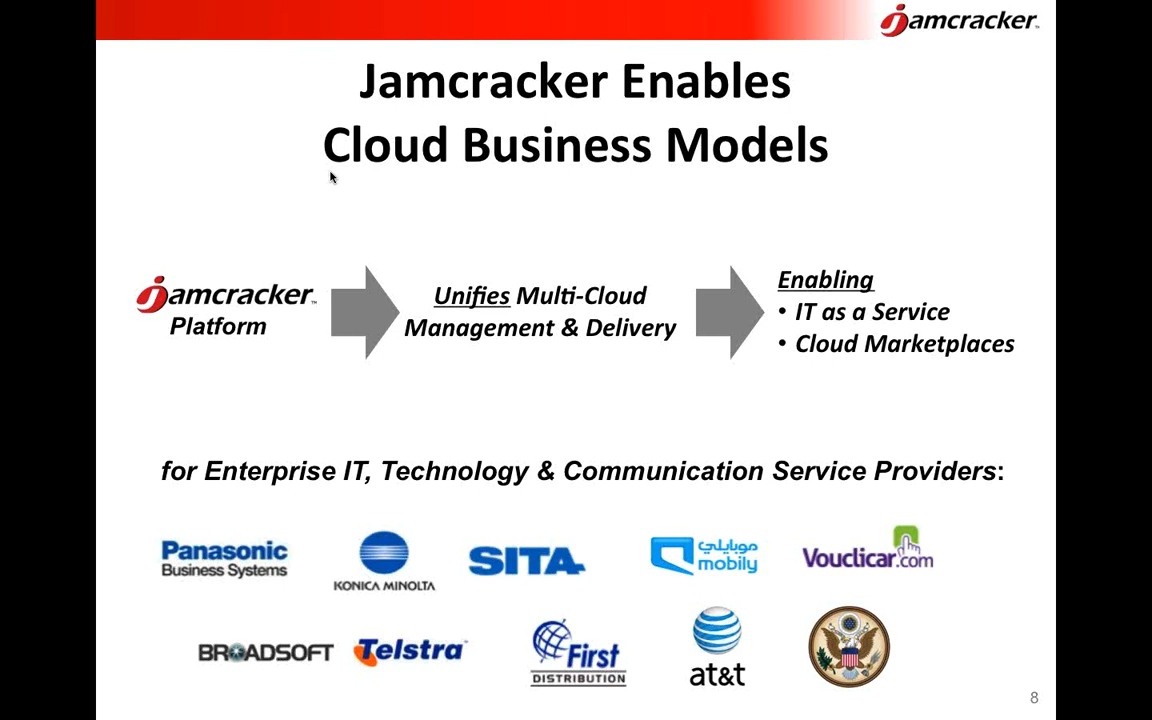 jamcracker™
Jamcracker Enables
Cloud Business Models
jamcracker™
Platform
Unifies Multi-Cloud
Management & Delivery
Enabling
• IT as a Service
• Cloud Marketplaces
for Enterprise IT, Technology & Communication Service Providers:
Panasonic
Business Systems
KONICA MINOLTA
SITA
موبايلي
mobily
Vouclicar.com
BROADSOFT
Telstra
First
DISTRIBUTION
at&t
8